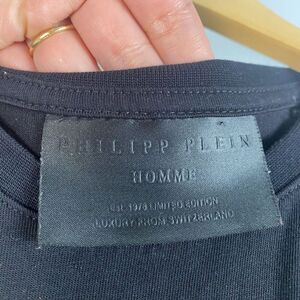 PHILIPP PLEIN
HOMME
EST. 1978 LIMITED EDITION
LUXURY FROM SWITZERLAND